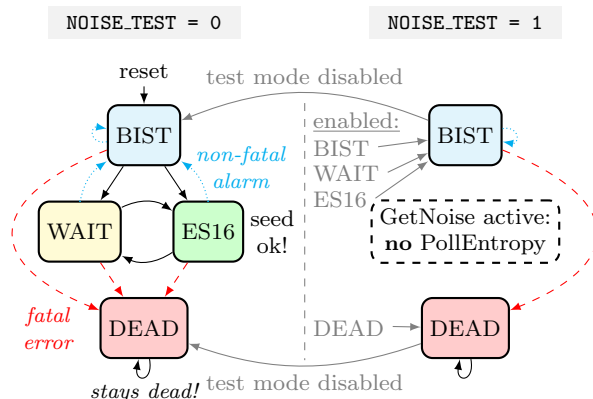 NOISE_TEST = 0
NOISE_TEST = 1
reset
test mode disabled
BIST
non-fatal
alarm
enabled:
BIST
WAIT
ES16
BIST
WAIT
ES16
seed
ok!
GetNoise active:
no PollEntropy
fatal
error
DEAD
stays dead!
DEAD
DEAD
test mode disabled